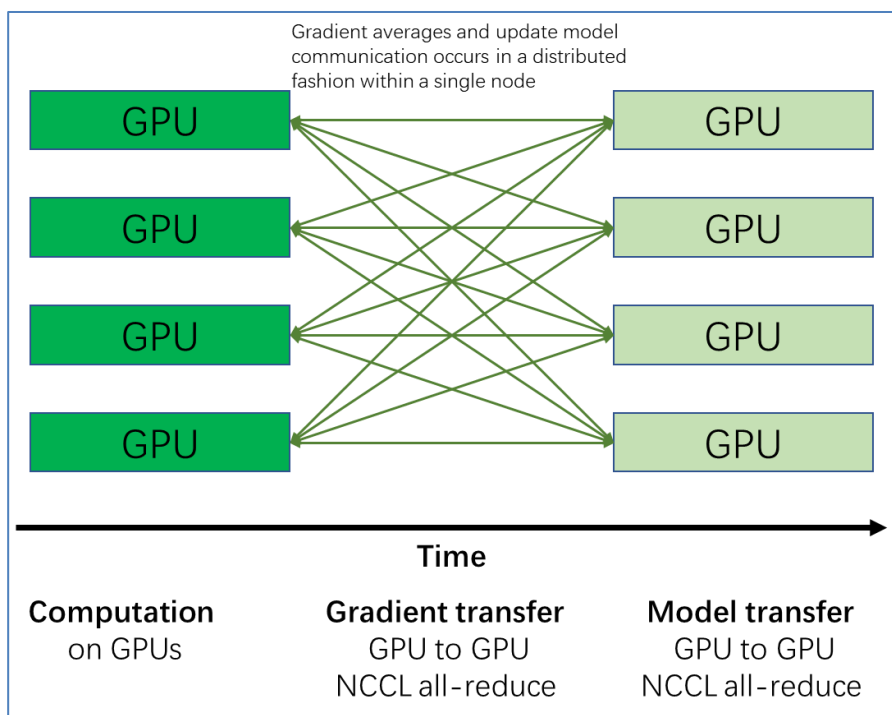 Gradient averages and update model
communication occurs in a distributed
fashion within a single node
GPU
GPU
GPU
GPU
GPU
GPU
GPU
GPU
Time
Computation
on GPUs
Gradient transfer
GPU to GPU
NCCL all-reduce
Model transfer
GPU to GPU
NCCL all-reduce